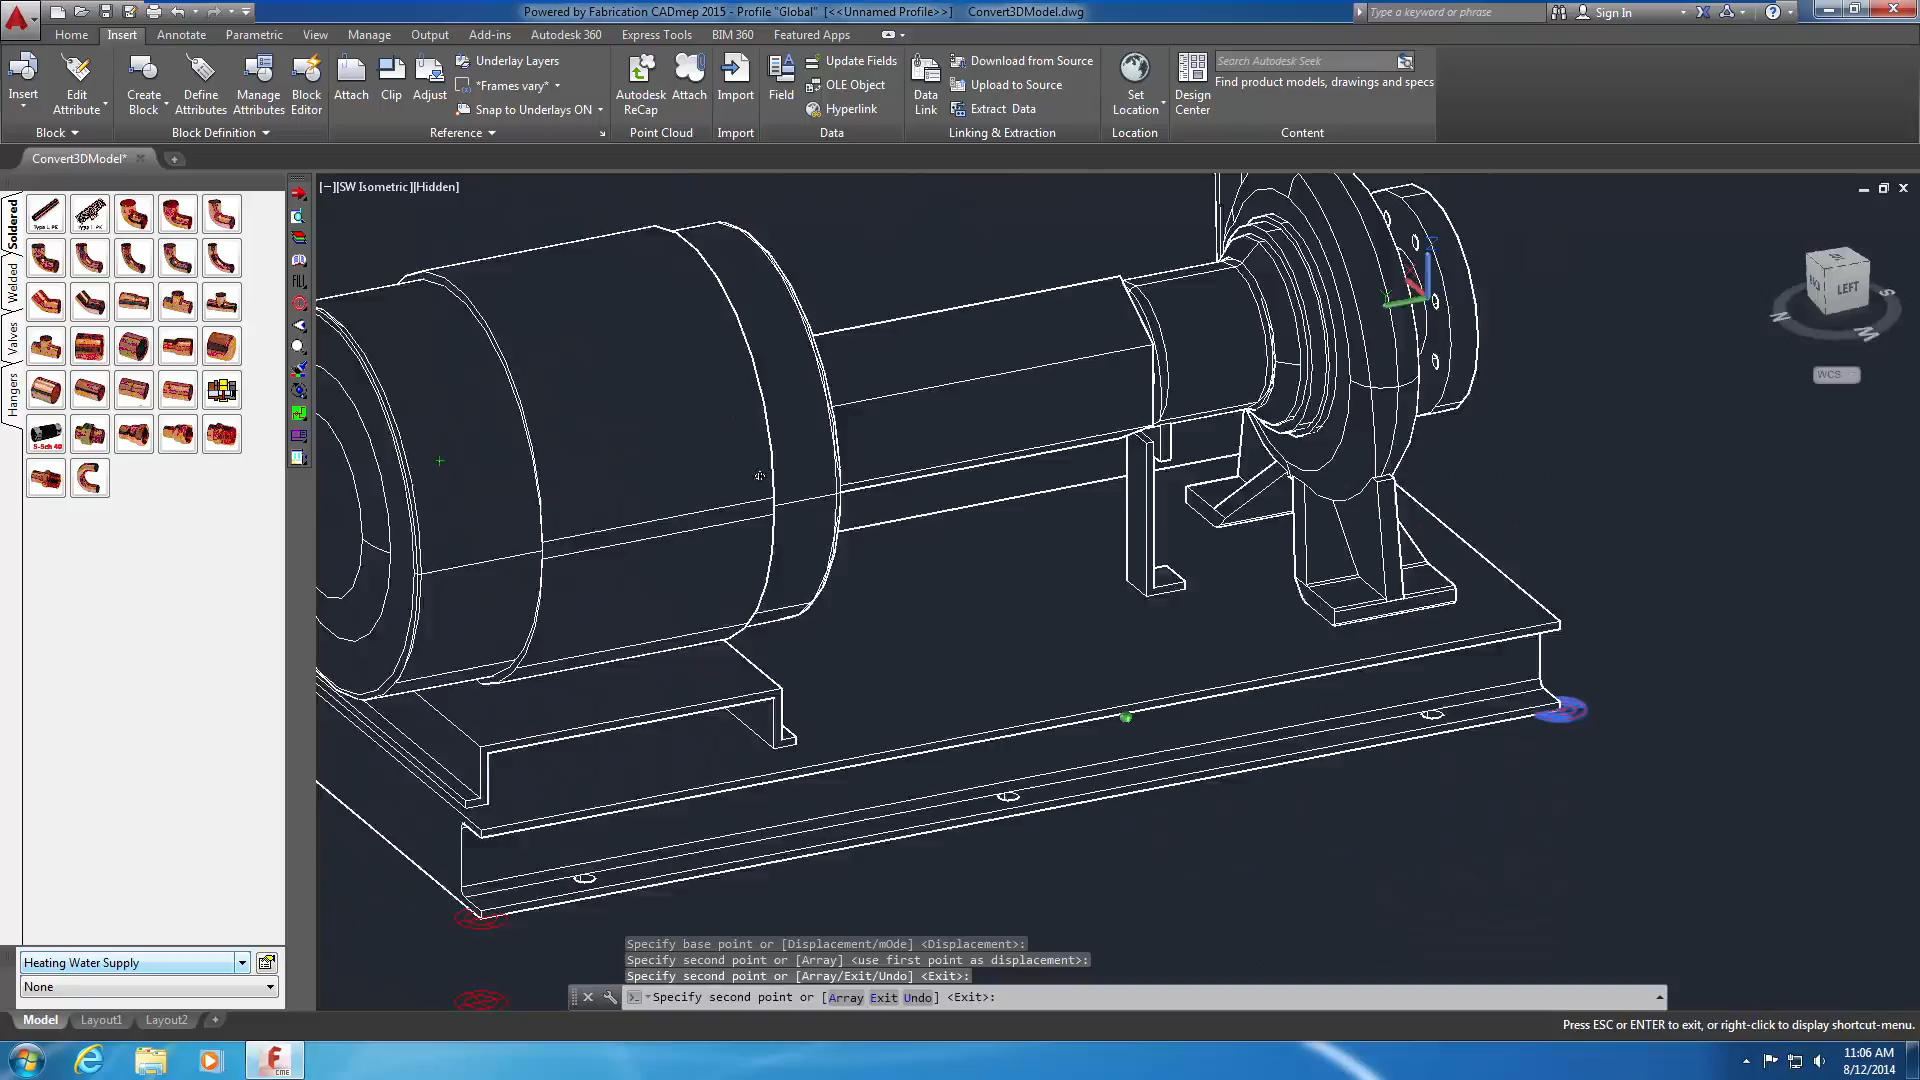 Powered by Fabrication CADmep 2015 - Profile "Global" [<<Unnamed Profile>>] Convert3DModel.dwg
Type a keyword or phrase
Sign In
Home Insert Annotate Parametric View Manage Output Add-ins Autodesk 360 Express Tools BIM 360 Featured Apps
Insert
Edit Attribute
Create Block
Define Attributes
Manage Attributes
Block Editor
Attach
Clip
Adjust
Underlay Layers
*Frames vary*
Snap to Underlays ON
Autodesk ReCap
Attach
Import
Field
Update Fields
OLE Object
Hyperlink
Data Link
Download from Source
Upload to Source
Extract Data
Set Location
Design Center
Search Autodesk Seek
Find product models, drawings and specs
Block
Block Definition
Reference
Point Cloud
Import
Data
Linking & Extraction
Location
Content
Convert3DModel*
[−][SW Isometric][Hidden]
Soldered
Welded
Valves
Hangers
LEFT
WCS
Heating Water Supply
None
Specify base point or [Displacement/mOde] <Displacement>:
Specify second point or [Array] <use first point as displacement>:
Specify second point or [Array/Exit/Undo] <Exit>:
Specify second point or [Array Exit Undo] <Exit>:
Model Layout1 Layout2
Press ESC or ENTER to exit, or right-click to display shortcut-menu.
11:06 AM
8/12/2014